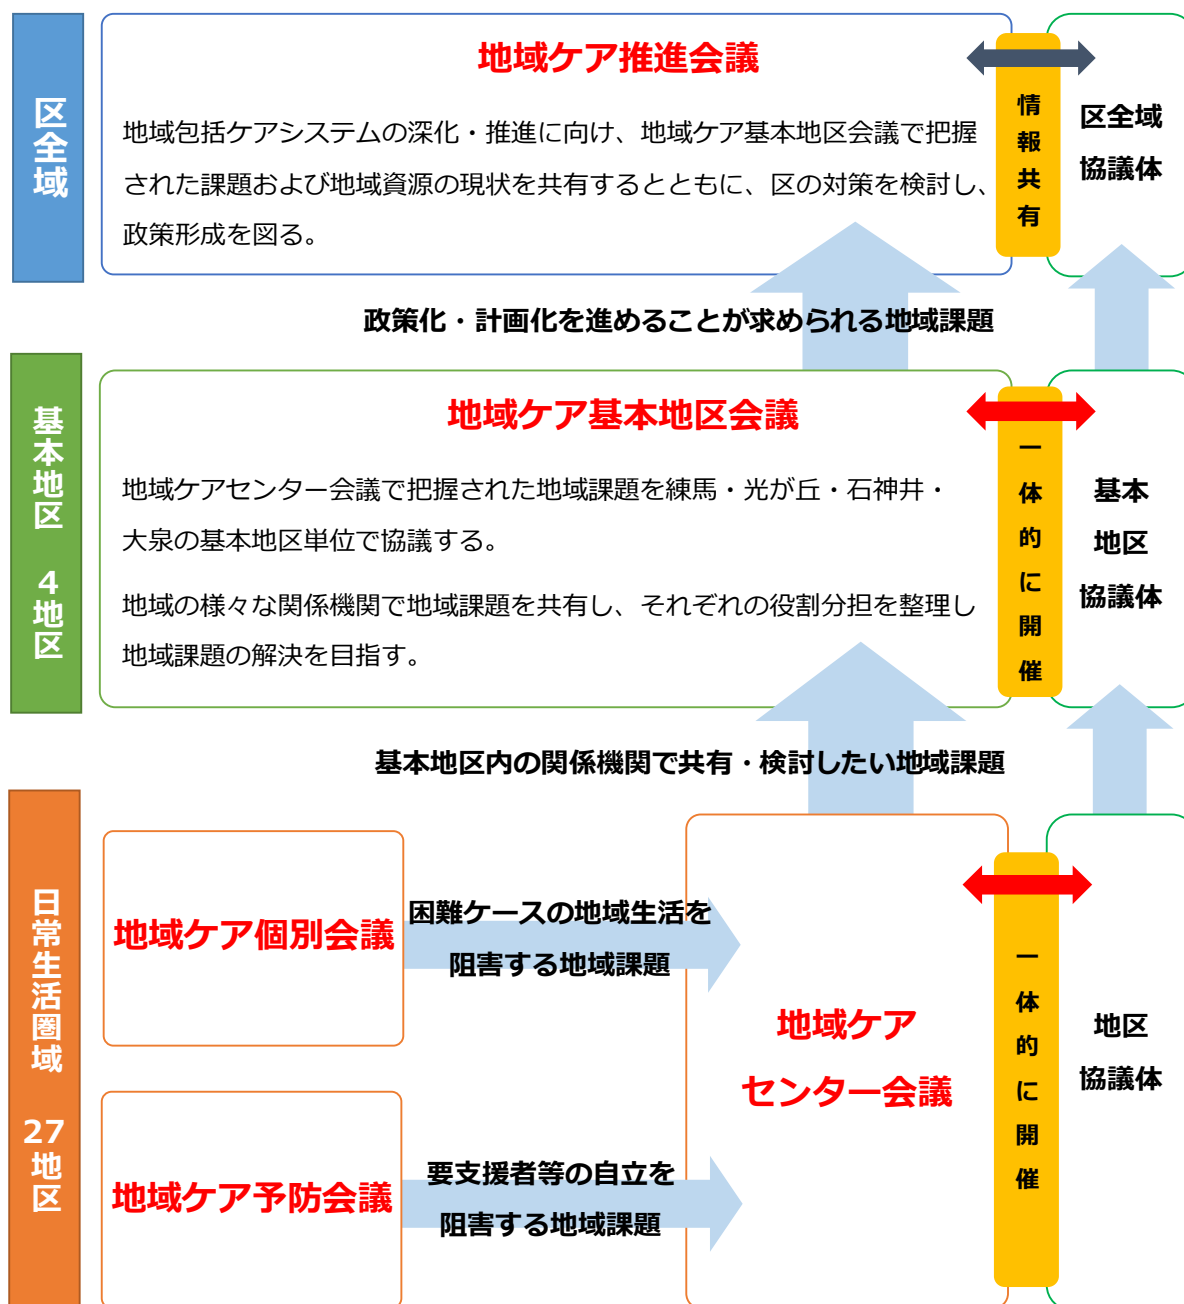 区全域
地域ケア推進会議
地域包括ケアシステムの深化・推進に向け、地域ケア基本地区会議で把握
された課題および地域資源の現状を共有するとともに、区の対策を検討し、
政策形成を図る。
情報共有
区全域
協議体
政策化・計画化を進めることが求められる地域課題
基本地区 4地区
地域ケア基本地区会議
地域ケアセンター会議で把握された地域課題を練馬・光が丘・石神井・
大泉の基本地区単位で協議する。
地域の様々な関係機関で地域課題を共有し、それぞれの役割分担を整理し
地域課題の解決を目指す。
一体的に開催
基本
地区
協議体
基本地区内の関係機関で共有・検討したい地域課題
日常生活圏域 27地区
地域ケア個別会議
困難ケースの地域生活を
阻害する地域課題
地域ケア予防会議
要支援者等の自立を
阻害する地域課題
地域ケア
センター会議
一体的に開催
地区
協議体